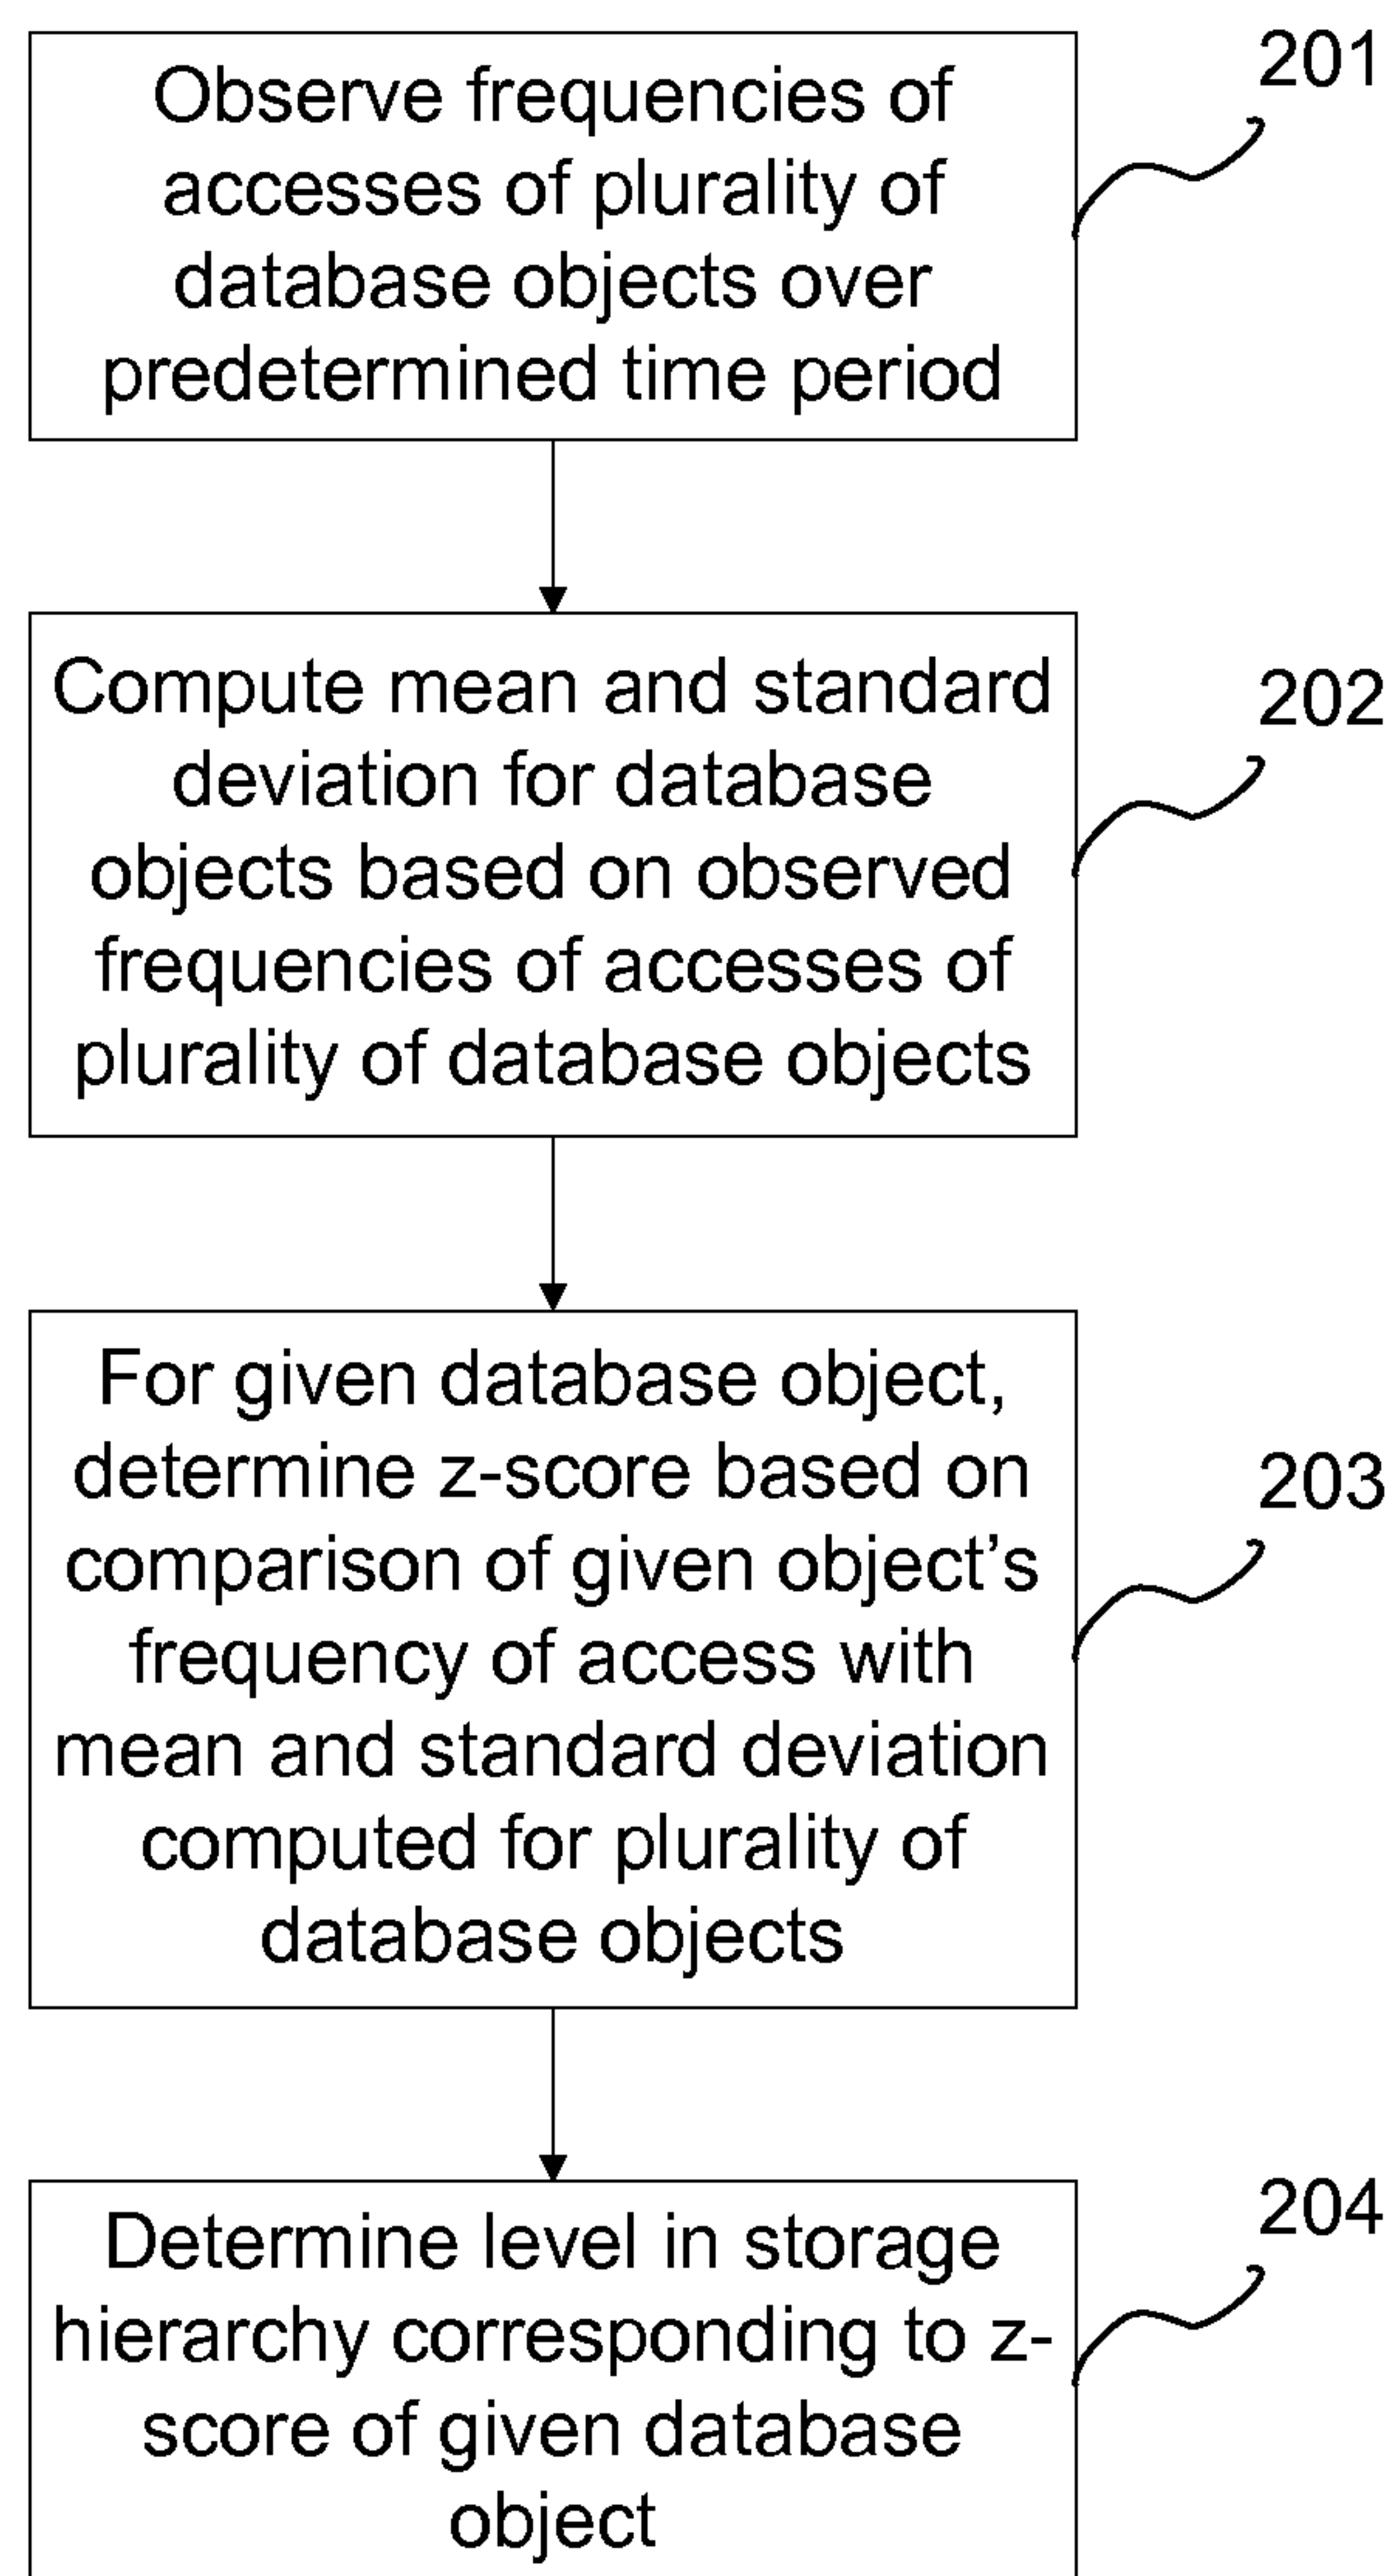 201
Observe frequencies of
accesses of plurality of
database objects over
predetermined time period
202
Compute mean and standard
deviation for database
objects based on observed
frequencies of accesses of
plurality of database objects
203
For given database object,
determine z-score based on
comparison of given object's
frequency of access with
mean and standard deviation
computed for plurality of
database objects
204
Determine level in storage
hierarchy corresponding to z-
score of given database
object